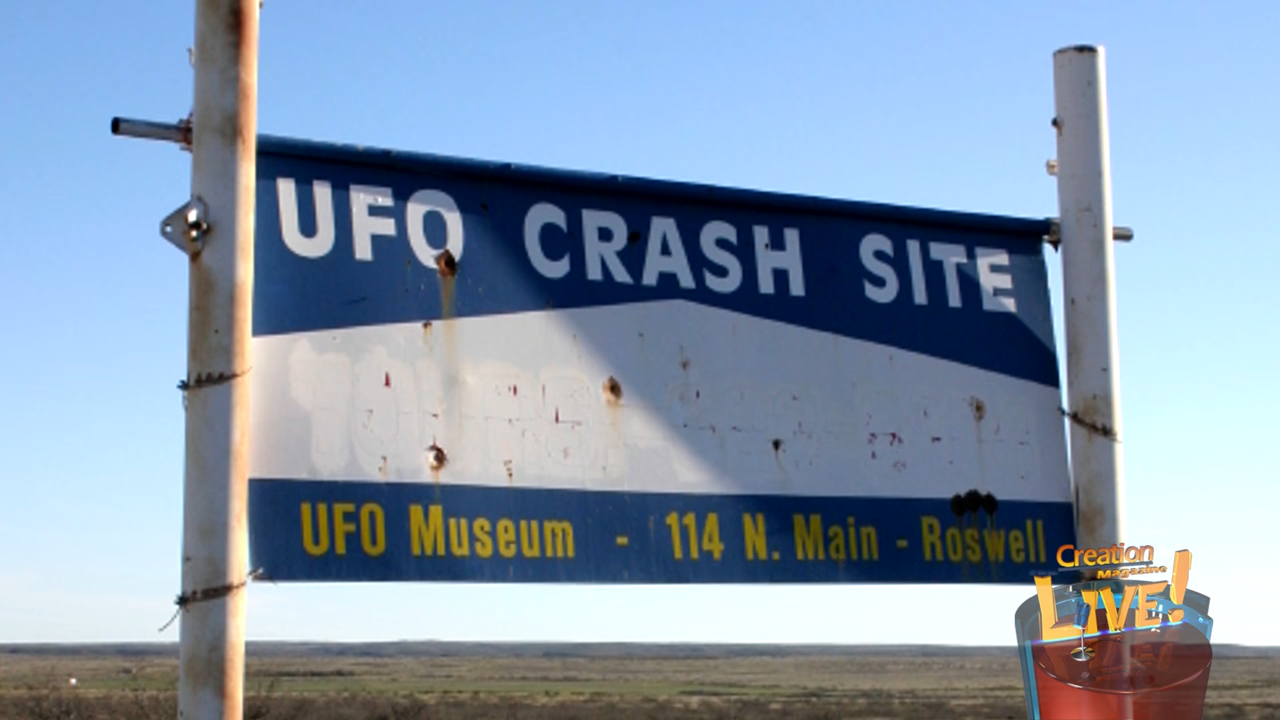 UFO CRASH SITE
UFO Museum - 114 N. Main - Roswell
Creation
Magazine
LIVE!